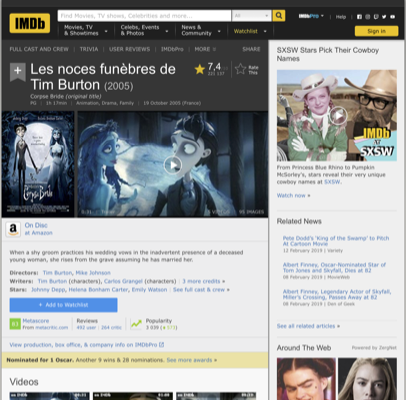 IMDb
Find Movies, TV shows, Celebrities and more...
All
IMDbPro
Help
Movies, TV & Showtimes
Celebs, Events & Photos
News & Community
Watchlist
Sign in
FULL CAST AND CREW | TRIVIA | USER REVIEWS | IMDbPro | MORE
SHARE
Les noces funèbres de
Tim Burton (2005)
Corpse Bride (original title)
PG | 1h 17min | Animation, Drama, Family | 19 October 2005 (France)
7,4
Rate This
Corpse Bride
IMAGES
On Disc
at Amazon
When a shy groom practices his wedding vows in the inadvertent presence of a deceased
young woman, she rises from the grave assuming he has married her.
Directors: Tim Burton, Mike Johnson
Writers: Tim Burton (characters), Carlos Grangel (characters) | 3 more credits »
Stars: Johnny Depp, Helena Bonham Carter, Emily Watson | See full cast & crew »
+ Add to Watchlist
83
Metascore
From metacritic.com
Reviews
492 user | 264 critic
Popularity
View production, box office, & company info on IMDbPro
Nominated for 1 Oscar. Another 9 wins & 28 nominations. See more awards »
Videos
SXSW Stars Pick Their Cowboy
Names
IMDb
at
SXSW
From Princess Blue Rhino to Pumpkin
McSorley's, stars reveal their very unique
cowboy names at SXSW.
Watch now »
Related News
Pete Dodd's 'King of the Swamp' to Pitch
At Cartoon Movie
12 February 2019 | Variety
Albert Finney, Oscar-Nominated Star of
Tom Jones and Skyfall, Dies at 82
08 February 2019 | MovieWeb
Albert Finney, Legendary Actor of Skyfall,
Miller's Crossing, Passes Away at 82
08 February 2019 | Den of Geek
See all related articles »
Around The Web
Powered by ZergNet